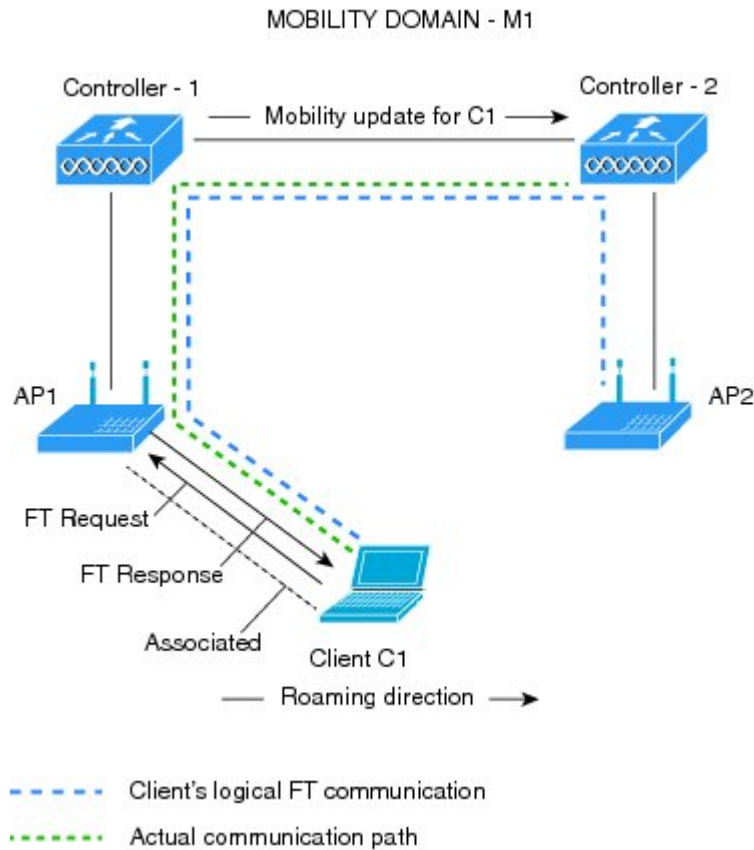 MOBILITY DOMAIN - M1
Controller - 1
Controller - 2
Mobility update for C1
AP1
AP2
FT Request
FT Response
Associated
Client C1
Roaming direction
Client's logical FT communication
Actual communication path